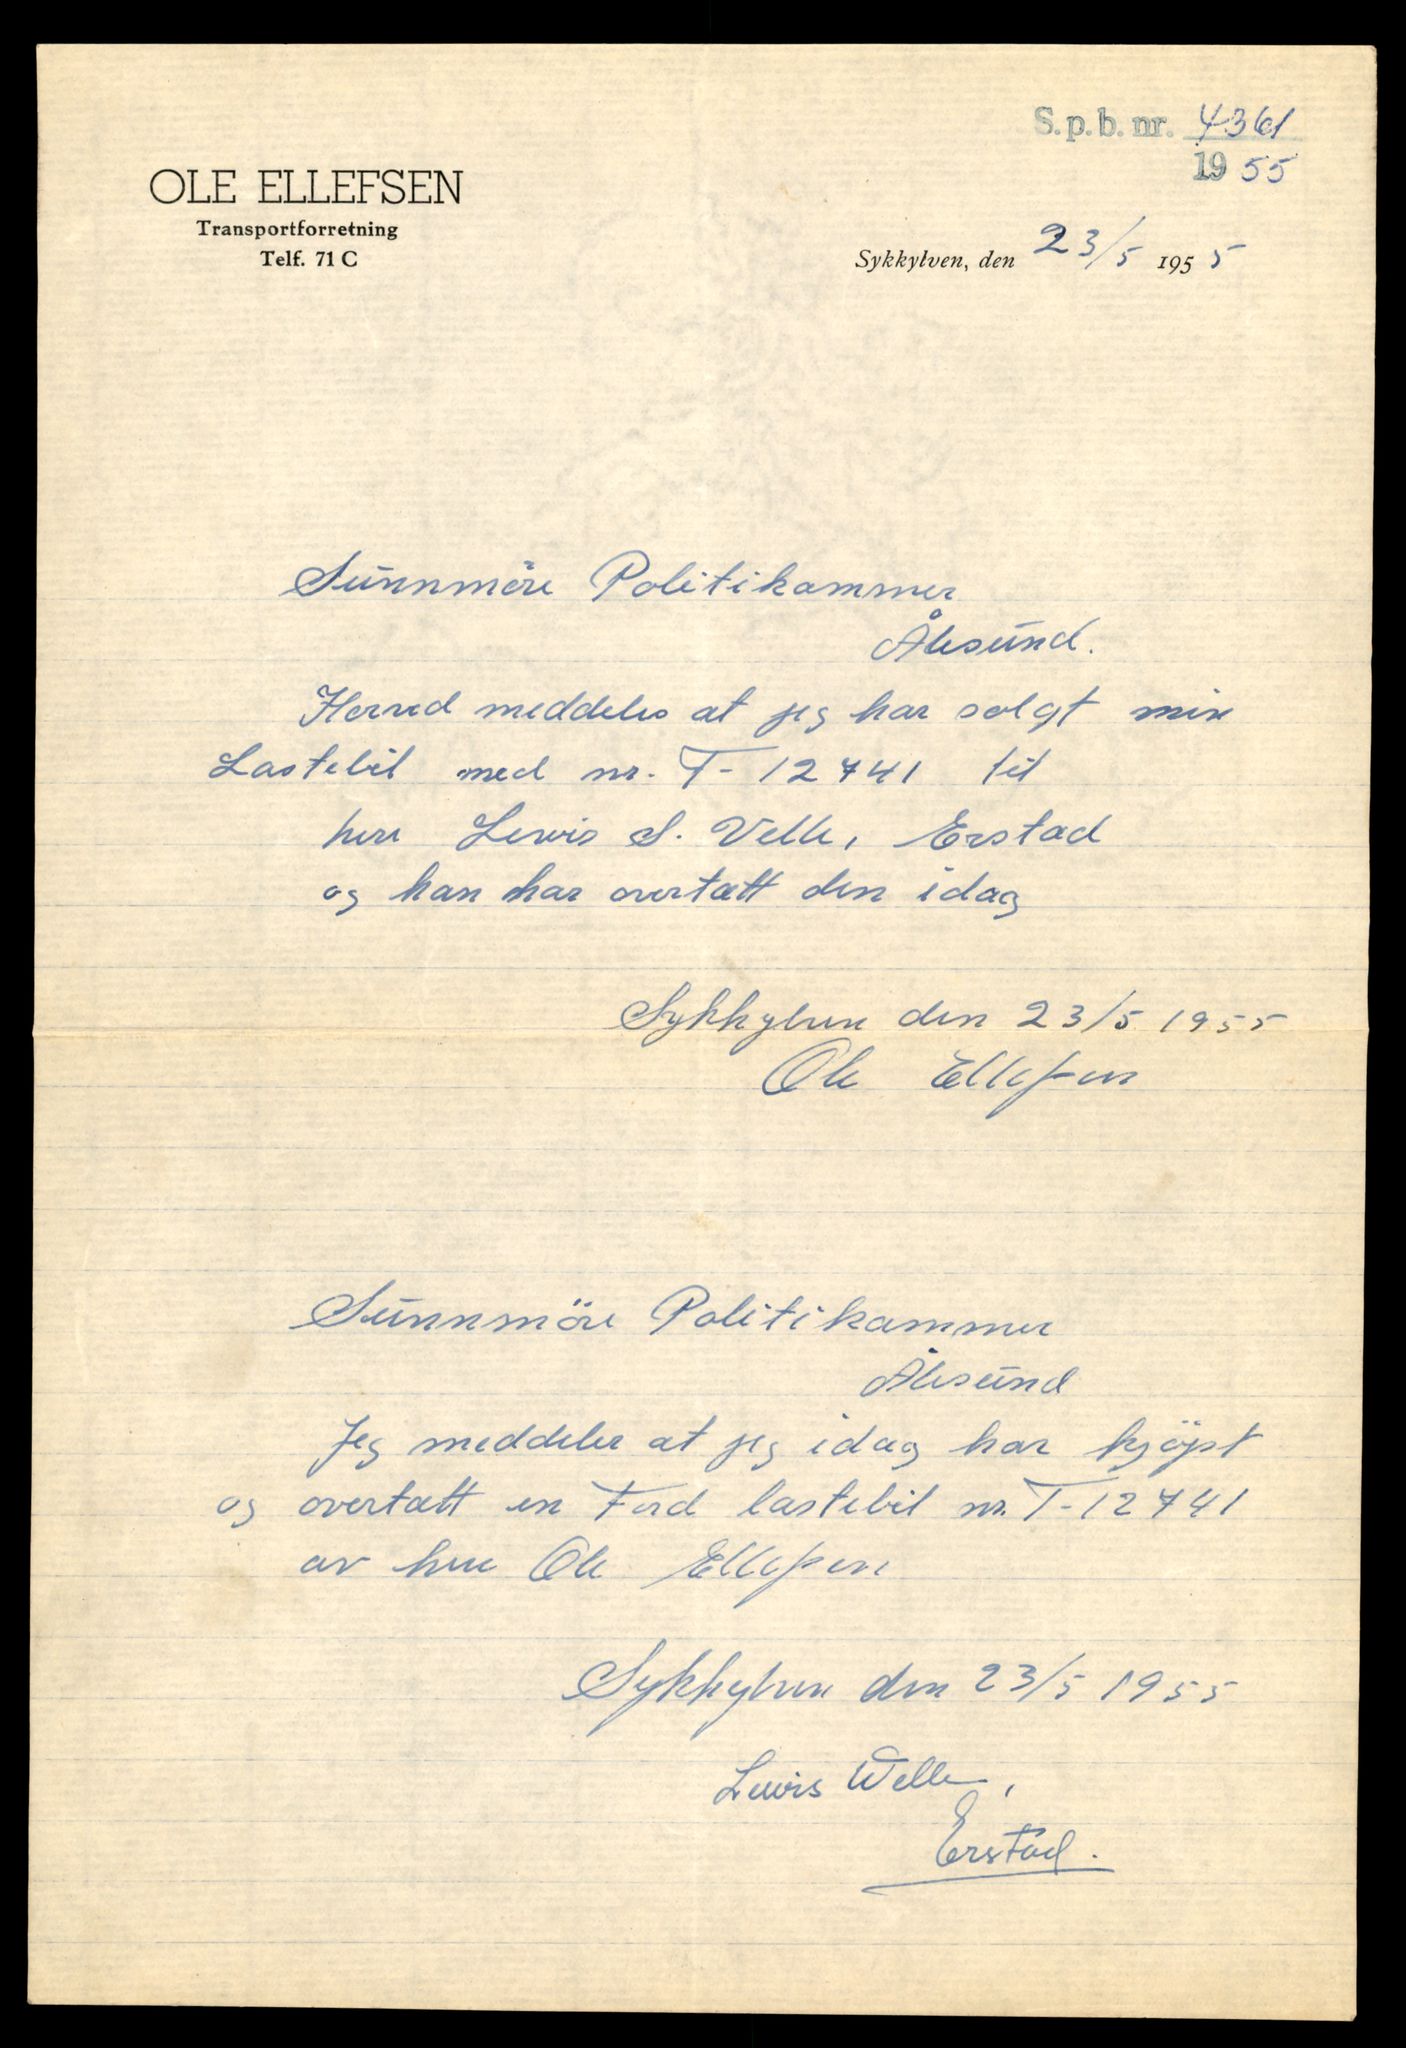 S.p.b. nr. 4361
1955
OLE ELLEFSEN
Transportforretning
Telf. 71 C
Sykkylven, den 23/5 1955
Sunnmöre Politikammer
Ålesund.
Herved meddeles at jeg har solgt min
Lastebil med nr. T-12741 til
herr Lewis S. Velle, Erstad
og han har overtatt den idag
Sykkylven den 23/5 1955
Ole Ellefsen
Sunnmöre Politikammer
Ålesund
Jeg meddeler at jeg idag har kjöpt
og overtatt en Ford lastebil nr. T-12741
av herr Ole Ellefsen
Sykkylven den 23/5 1955
Lewis Welle,
Erstad.